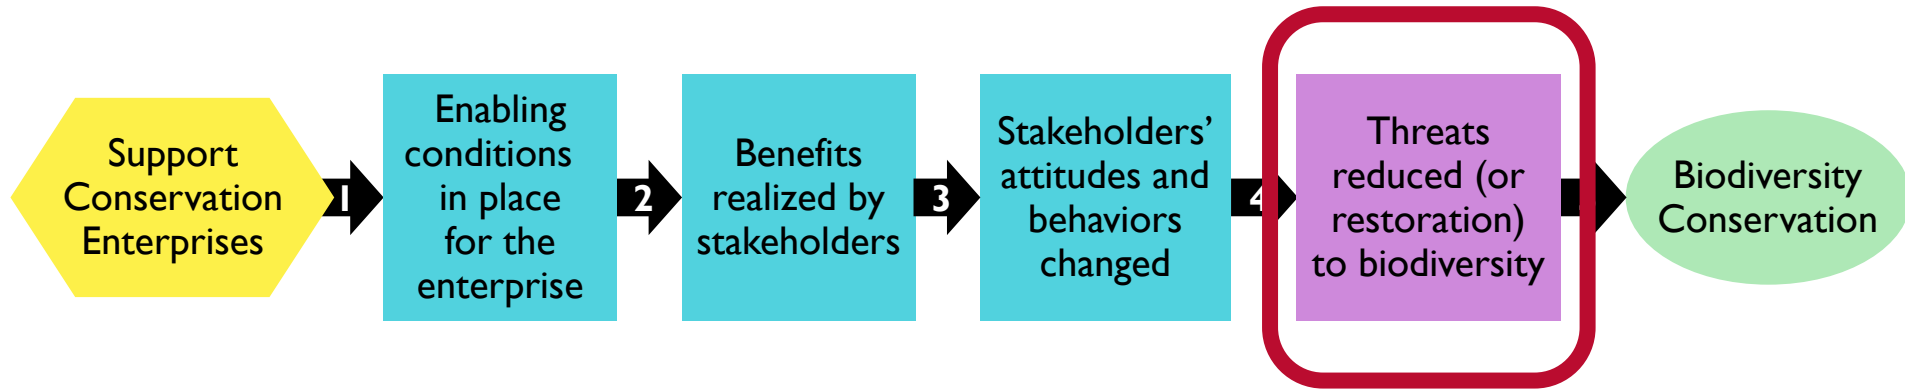 Support
Conservation
Enterprises
1
Enabling
conditions
in place
for the
enterprise
2
Benefits
realized by
stakeholders
3
Stakeholders’
attitudes and
behaviors
changed
4
Threats
reduced (or
restoration)
to biodiversity
Biodiversity
Conservation